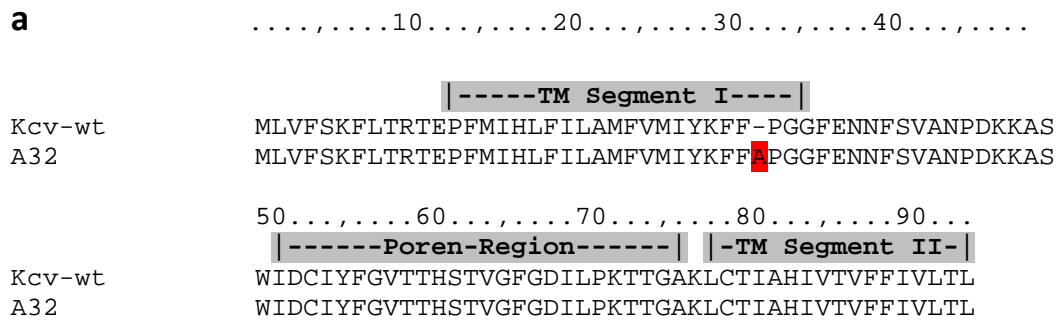 a ....,....10...,....20...,....30...,....40...,....
|-----TM Segment I----|
Kcv-wt MLVFSKFLTRTEPFMIHLFILAMFVMIYKFF-PGGFENNFSVANPDKKAS
A32 MLVFSKFLTRTEPFMIHLFILAMFVMIYKFFAPGGFENNFSVANPDKKAS
50...,....60...,....70...,....80...,....90...
|------Poren-Region------| |-TM Segment II-|
Kcv-wt WIDCIYFGVTTHSTVGFGDILPKTTGAKLCTIAHIVTVFFIVLTL
A32 WIDCIYFGVTTHSTVGFGDILPKTTGAKLCTIAHIVTVFFIVLTL